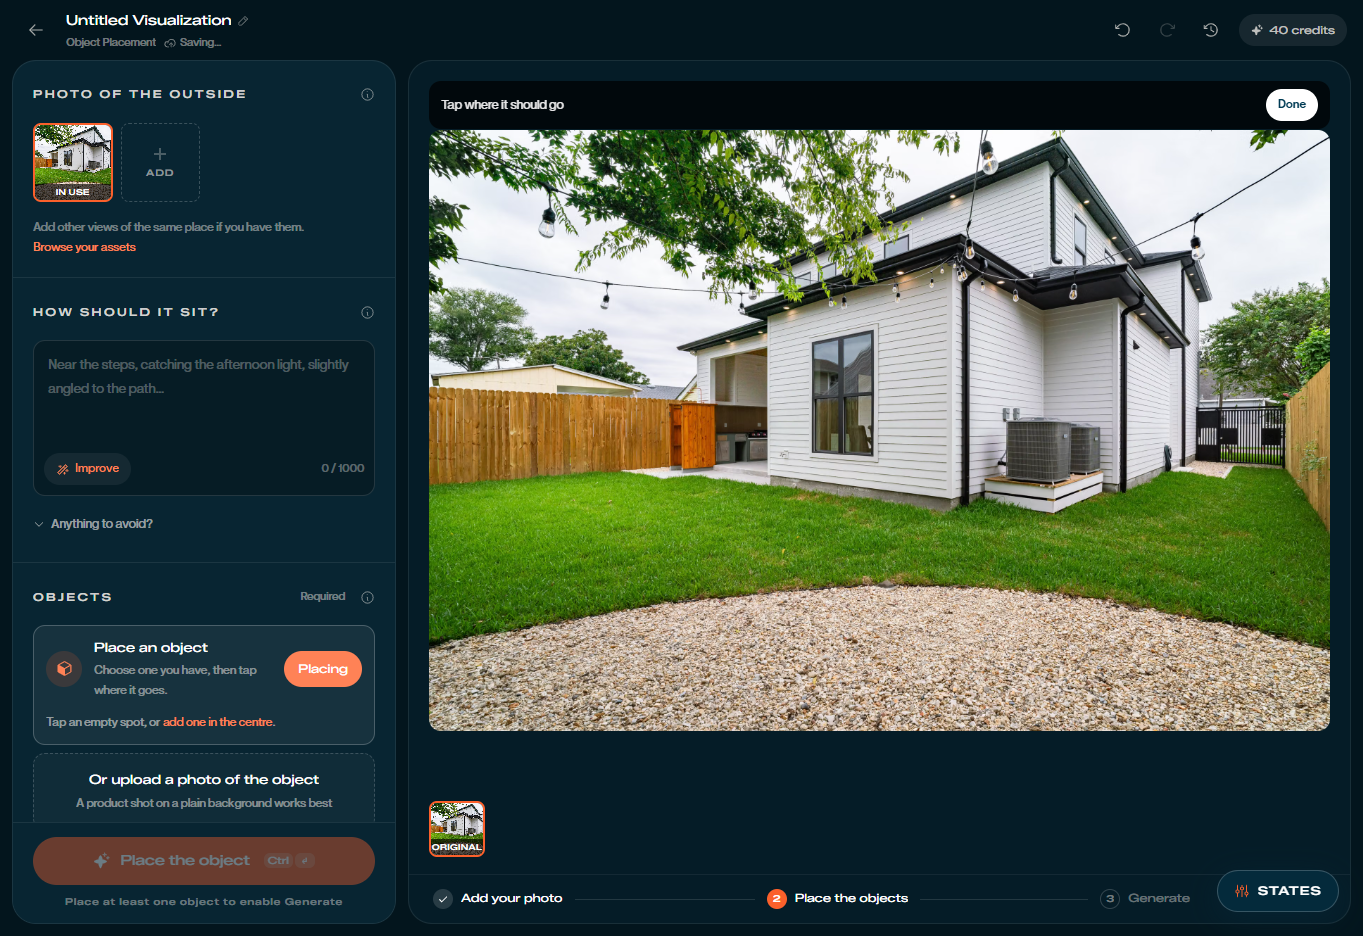 Untitled Visualization
Object Placement Saving...
40 credits
PHOTO OF THE OUTSIDE
IN USE
ADD
Add other views of the same place if you have them.
Browse your assets
HOW SHOULD IT SIT?
Near the steps, catching the afternoon light, slightly
angled to the path...
Improve
0 / 1000
Anything to avoid?
OBJECTS
Required
Place an object
Choose one you have, then tap
where it goes.
Placing
Tap an empty spot, or add one in the centre.
Or upload a photo of the object
A product shot on a plain background works best
Place the object Ctrl
Place at least one object to enable Generate
Tap where it should go
Done
ORIGINAL
Add your photo
2 Place the objects
3 Generate
STATES